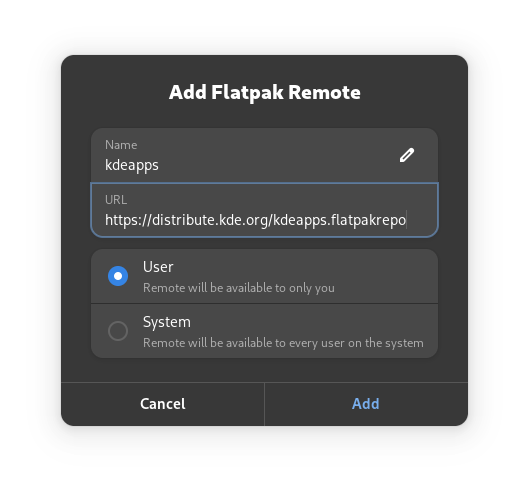 Add Flatpak Remote
Name
kdeapps
URL
https://distribute.kde.org/kdeapps.flatpakrepo
User
Remote will be available to only you
System
Remote will be available to every user on the system
Cancel
Add